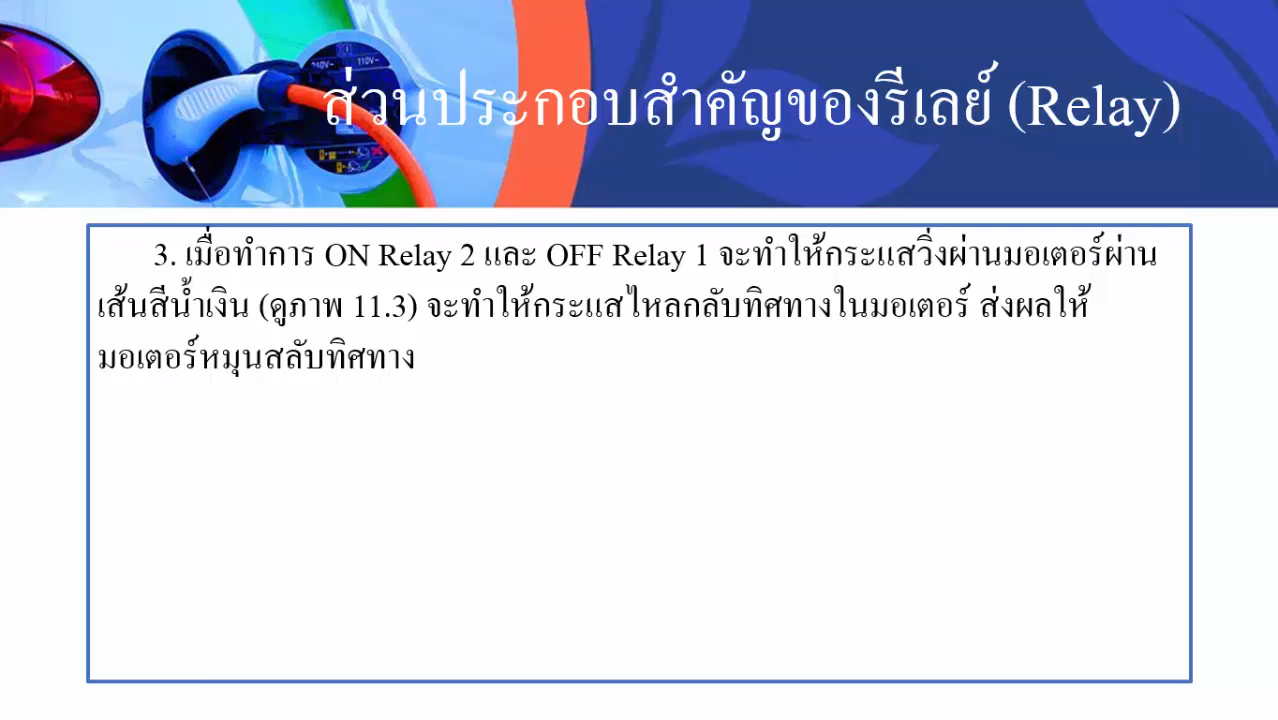 ส่วนประกอบสำคัญของรีเลย์ (Relay)
3. เมื่อทำการ ON Relay 2 และ OFF Relay 1 จะทำให้กระแสวิ่งผ่านมอเตอร์ผ่าน
เส้นสีน้ำเงิน (ดูภาพ 11.3) จะทำให้กระแสไหลกลับทิศทางในมอเตอร์ ส่งผลให้
มอเตอร์หมุนสลับทิศทาง